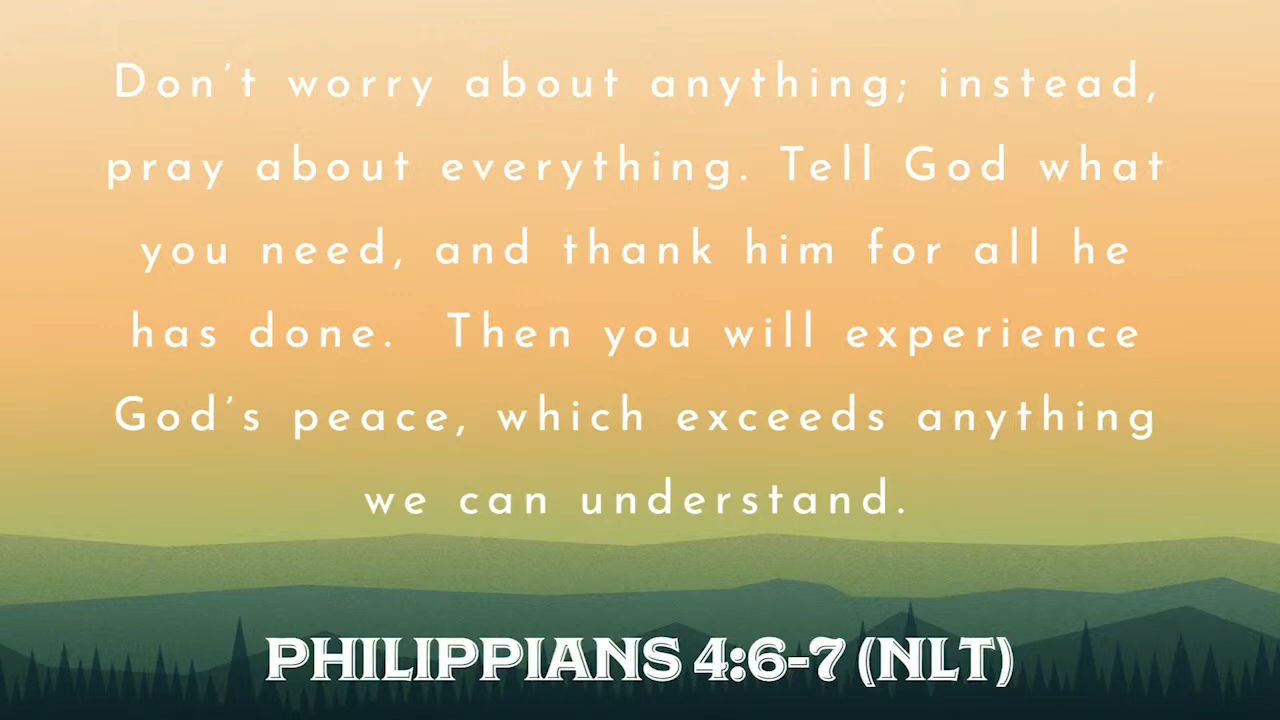 Don’t worry about anything; instead,
pray about everything. Tell God what
you need, and thank him for all he
has done.  Then you will experience
God’s peace, which exceeds anything
we can understand.
PHILIPPIANS 4:6-7 (NLT)